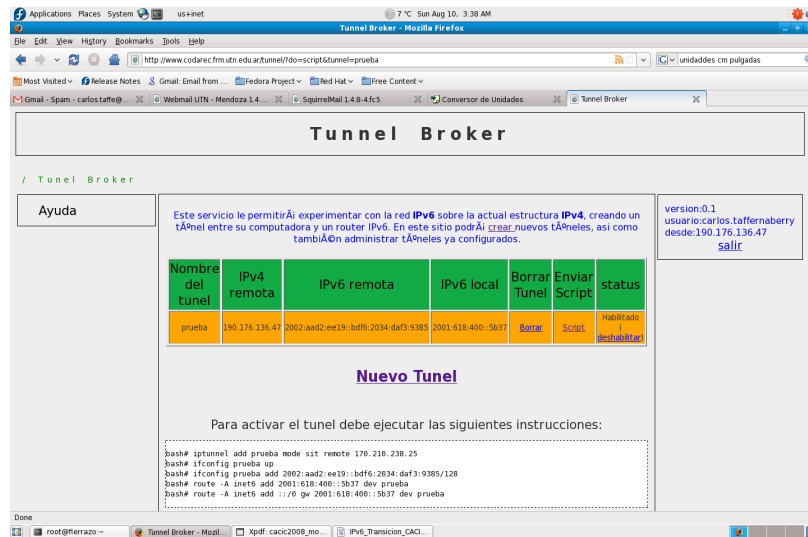 Applications Places System us+inet 7 °C Sun Aug 10, 3:38 AM
Tunnel Broker - Mozilla Firefox
File Edit View History Bookmarks Tools Help
http://www.codarec.frm.utn.edu.ar/tunnel/?do=script&tunnel=prueba unidaddes cm pulgadas
Most Visited Release Notes Gmail: Email from ... Fedora Project Red Hat Free Content
Gmail - Spam - carlos.taffe@... Webmail UTN - Mendoza 1.4.... SquirrelMail 1.4.8-4.fc5 Conversor de Unidades Tunnel Broker
Tunnel Broker
/ Tunel Broker
Ayuda
Este servicio le permitirÃi experimentar con la red IPv6 sobre la actual estructura IPv4, creando un
tÃºnel entre su computadora y un router IPv6. En este sitio podrÃi crear nuevos tÃºneles, asi como
tambiÃ©n administrar tÃºneles ya configurados.
version:0.1
usuario:carlos.taffernaberry
desde:190.176.136.47
salir
Nombre del tunel IPv4 remota IPv6 remota IPv6 local Borrar Tunel Enviar Script status
prueba 190.176.136.47 2002:aad2:ee19::bdf6:2034:daf3:9385 2001:618:400::5b37 Borrar Script Habilitado ( deshabilitar)
Nuevo Tunel
Para activar el tunel debe ejecutar las siguientes instrucciones:
bash# iptunnel add prueba mode sit remote 170.210.238.25
bash# ifconfig prueba up
bash# ifconfig prueba add 2002:aad2:ee19::bdf6:2034:daf3:9385/128
bash# route -A inet6 add 2001:618:400::5b37 dev prueba
bash# route -A inet6 add ::/0 gw 2001:618:400::5b37 dev prueba
Done
root@fierrazo:~ Tunnel Broker - Mozil... Xpdf: cacic2008_mo... IPv6_Transicion_CACI...